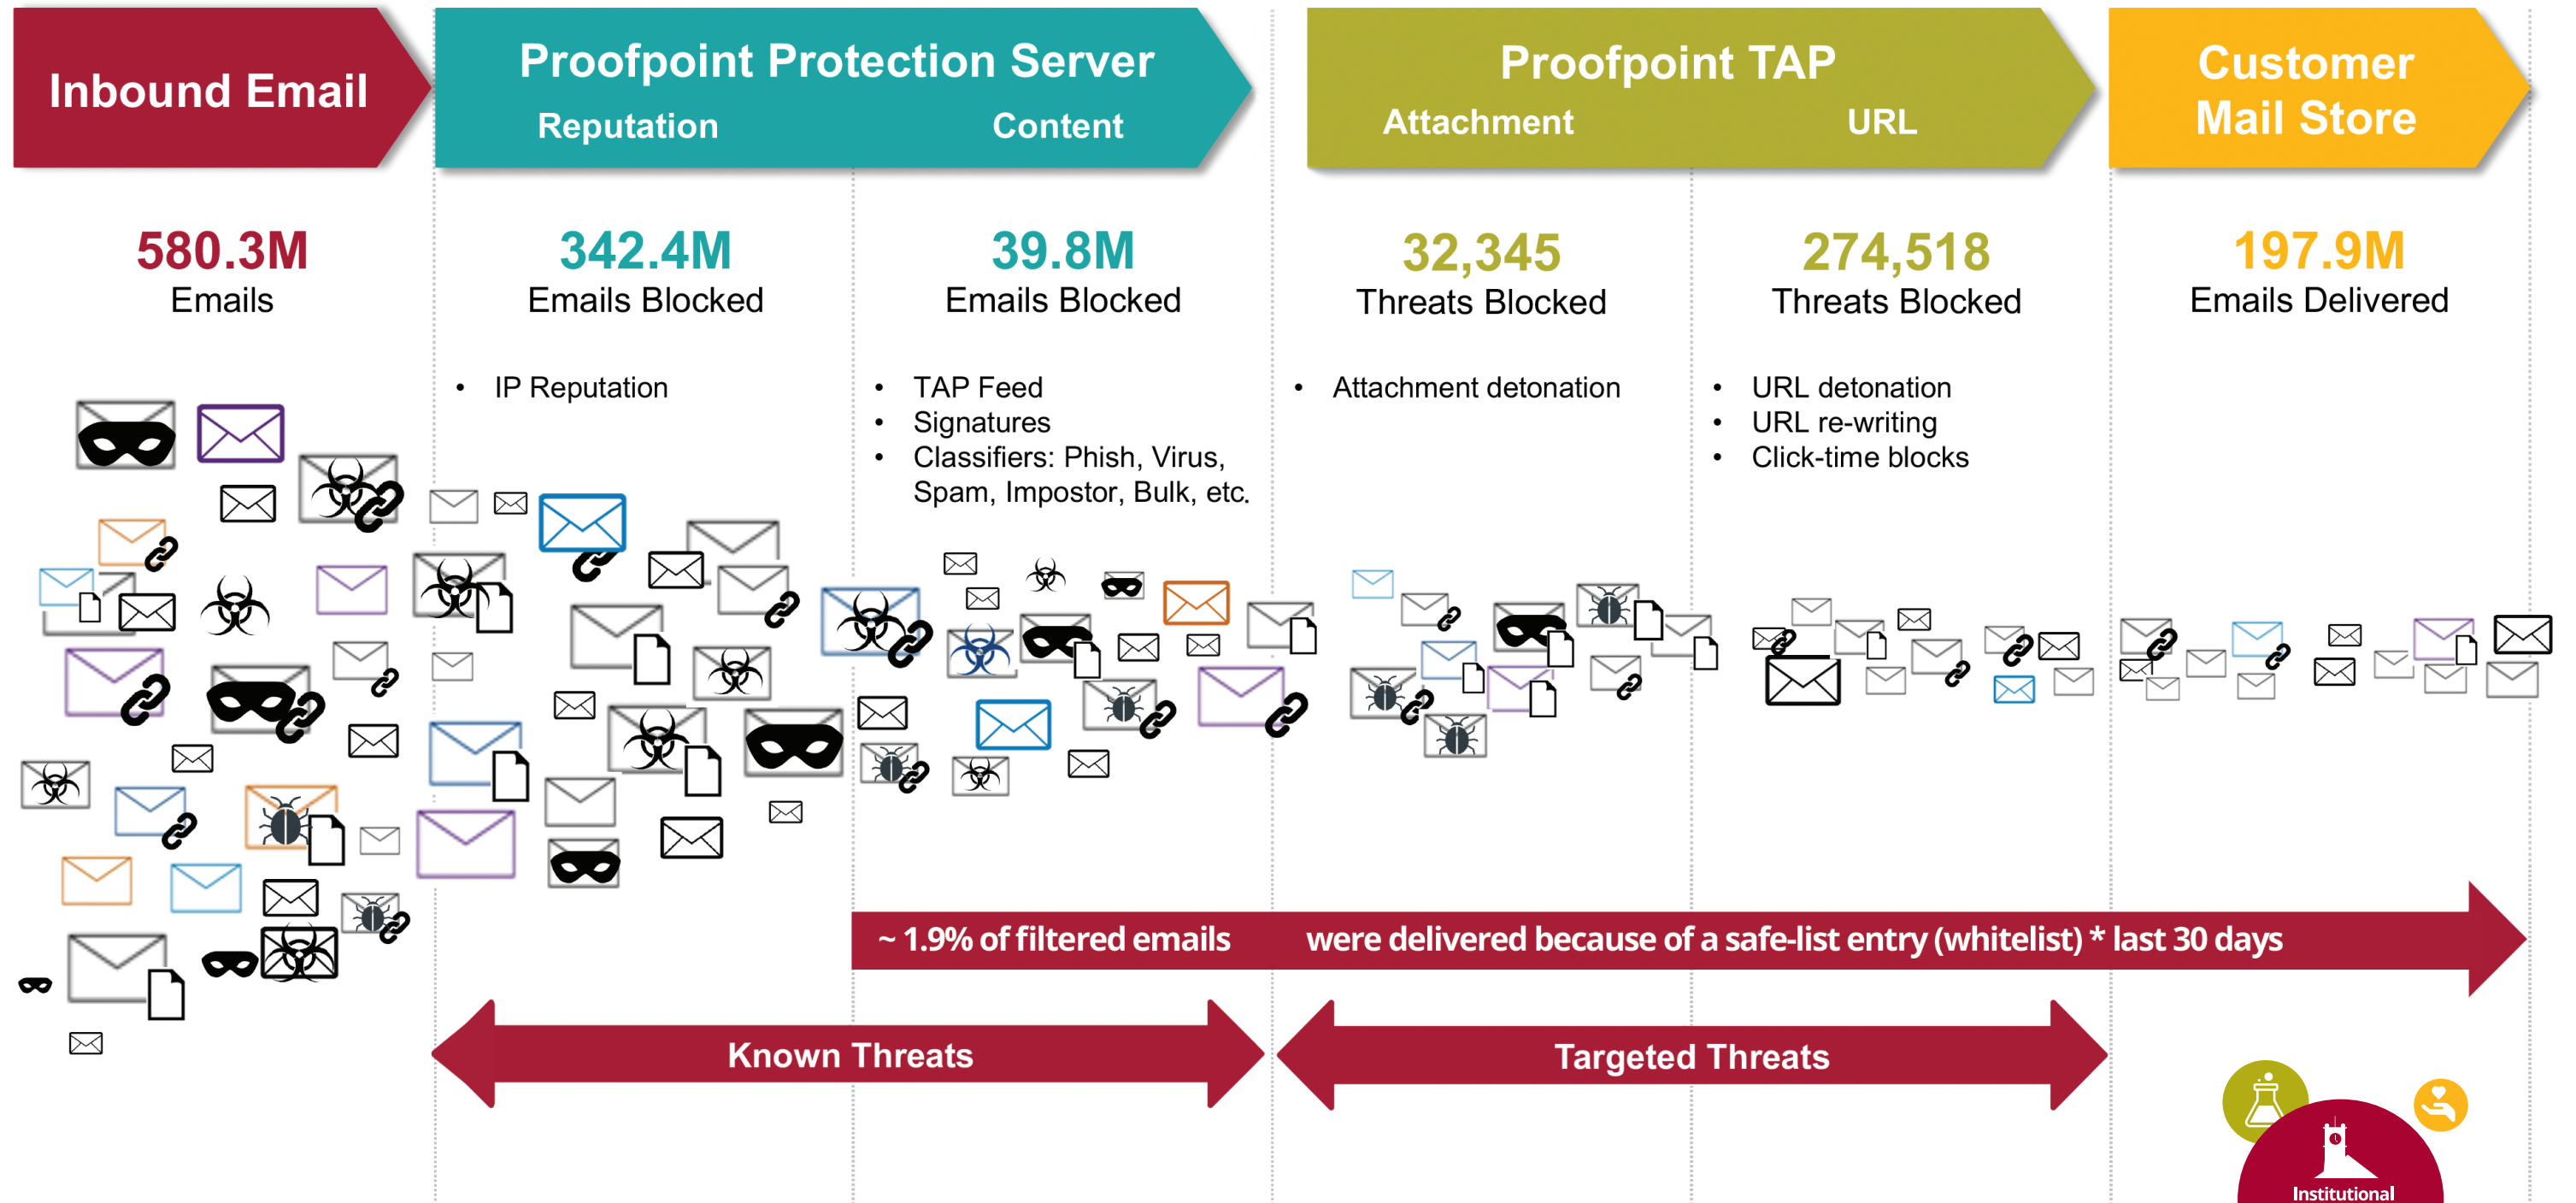 Inbound Email
Proofpoint Protection Server
Reputation
Content
Proofpoint TAP
Attachment
URL
Customer
Mail Store
580.3M
Emails
342.4M
Emails Blocked
39.8M
Emails Blocked
32,345
Threats Blocked
274,518
Threats Blocked
197.9M
Emails Delivered
• IP Reputation
• TAP Feed
• Signatures
• Classifiers: Phish, Virus,
Spam, Impostor, Bulk, etc.
• Attachment detonation
• URL detonation
• URL re-writing
• Click-time blocks
~ 1.9% of filtered emails were delivered because of a safe-list entry (whitelist) * last 30 days
Known Threats
Targeted Threats
Institutional